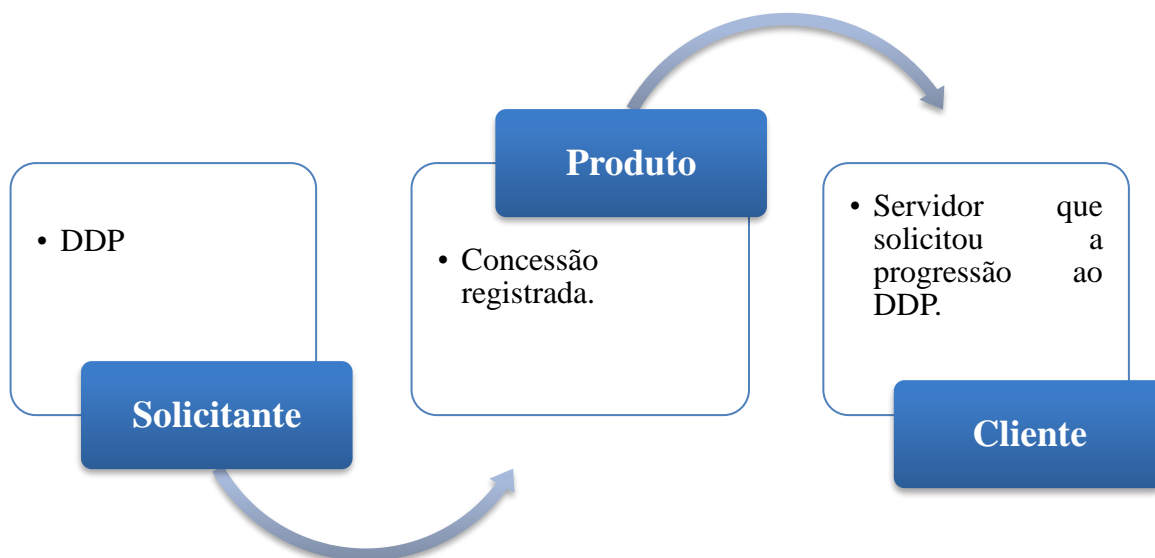 • DDP
Solicitante
Produto
• Concessão
registrada.
• Servidor que
solicitou a
progressão ao
DDP.
Cliente